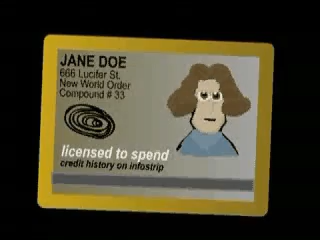 JANE DOE
666 Lucifer St.
New World Order
Compound # 33
licensed to spend
credit history on infostrip